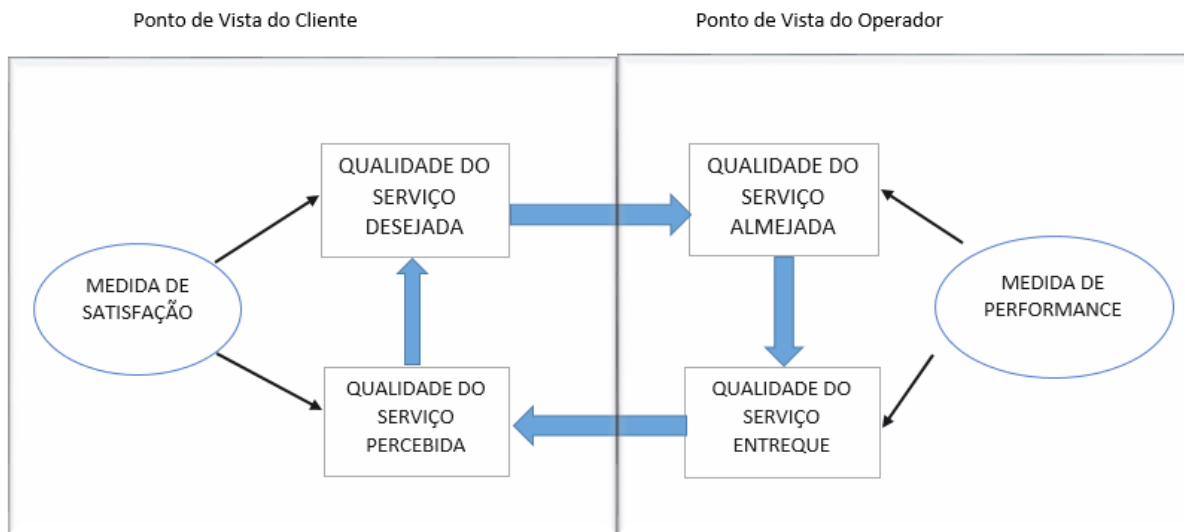 Ponto de Vista do Cliente
Ponto de Vista do Operador
QUALIDADE DO
SERVIÇO
DESEJADA
QUALIDADE DO
SERVIÇO
ALMEJADA
MEDIDA DE
SATISFAÇÃO
MEDIDA DE
PERFORMANCE
QUALIDADE DO
SERVIÇO
PERCEBIDA
QUALIDADE DO
SERVIÇO
ENTREQUE